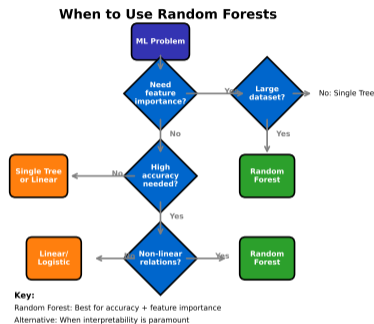 When to Use Random Forests
ML Problem
Need
feature
importance?
Yes
Large
dataset?
No: Single Tree
No
Yes
Single Tree
or Linear
No
High
accuracy
needed?
Random
Forest
Yes
Linear/
Logistic
No
Non-linear
relations?
Yes
Random
Forest
Key:
Random Forest: Best for accuracy + feature importance
Alternative: When interpretability is paramount